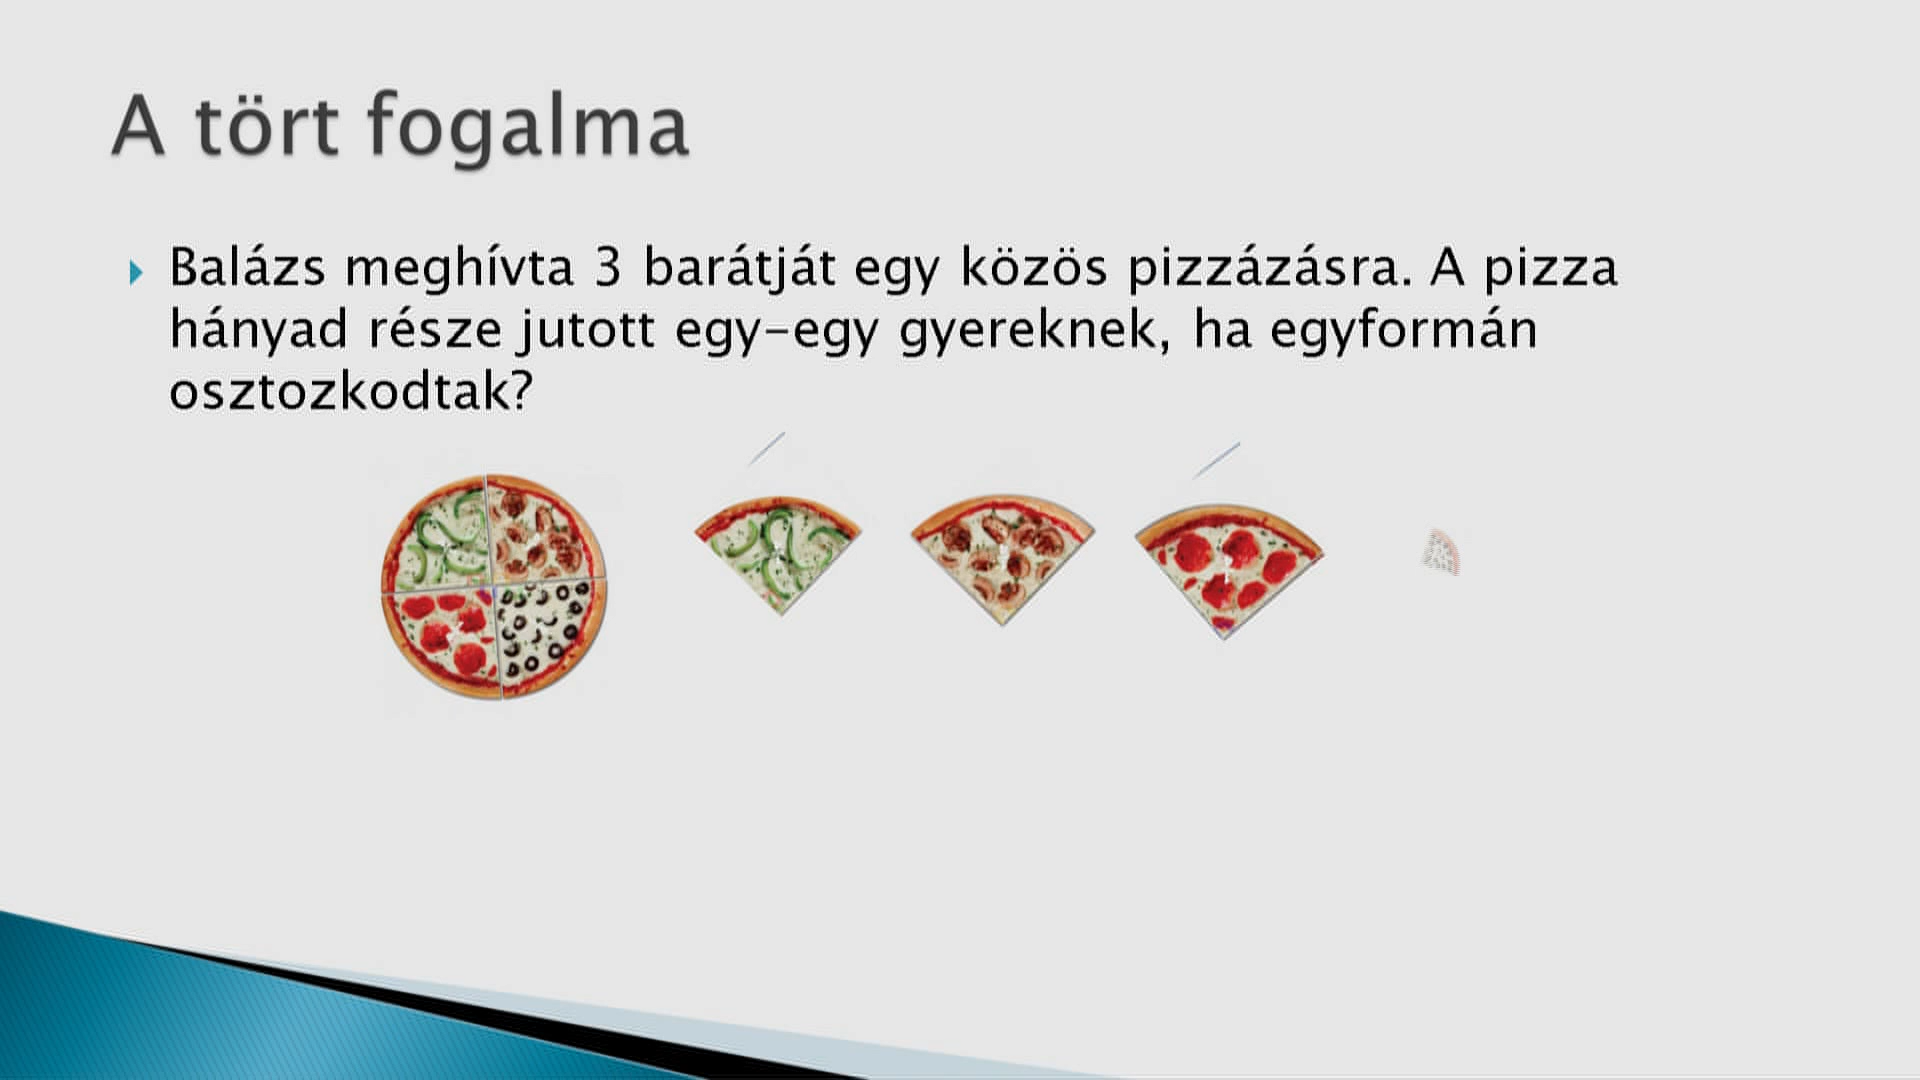 A tört fogalma
Balázs meghívta 3 barátját egy közös pizzázásra. A pizza
hányad része jutott egy-egy gyereknek, ha egyformán
osztozkodtak?